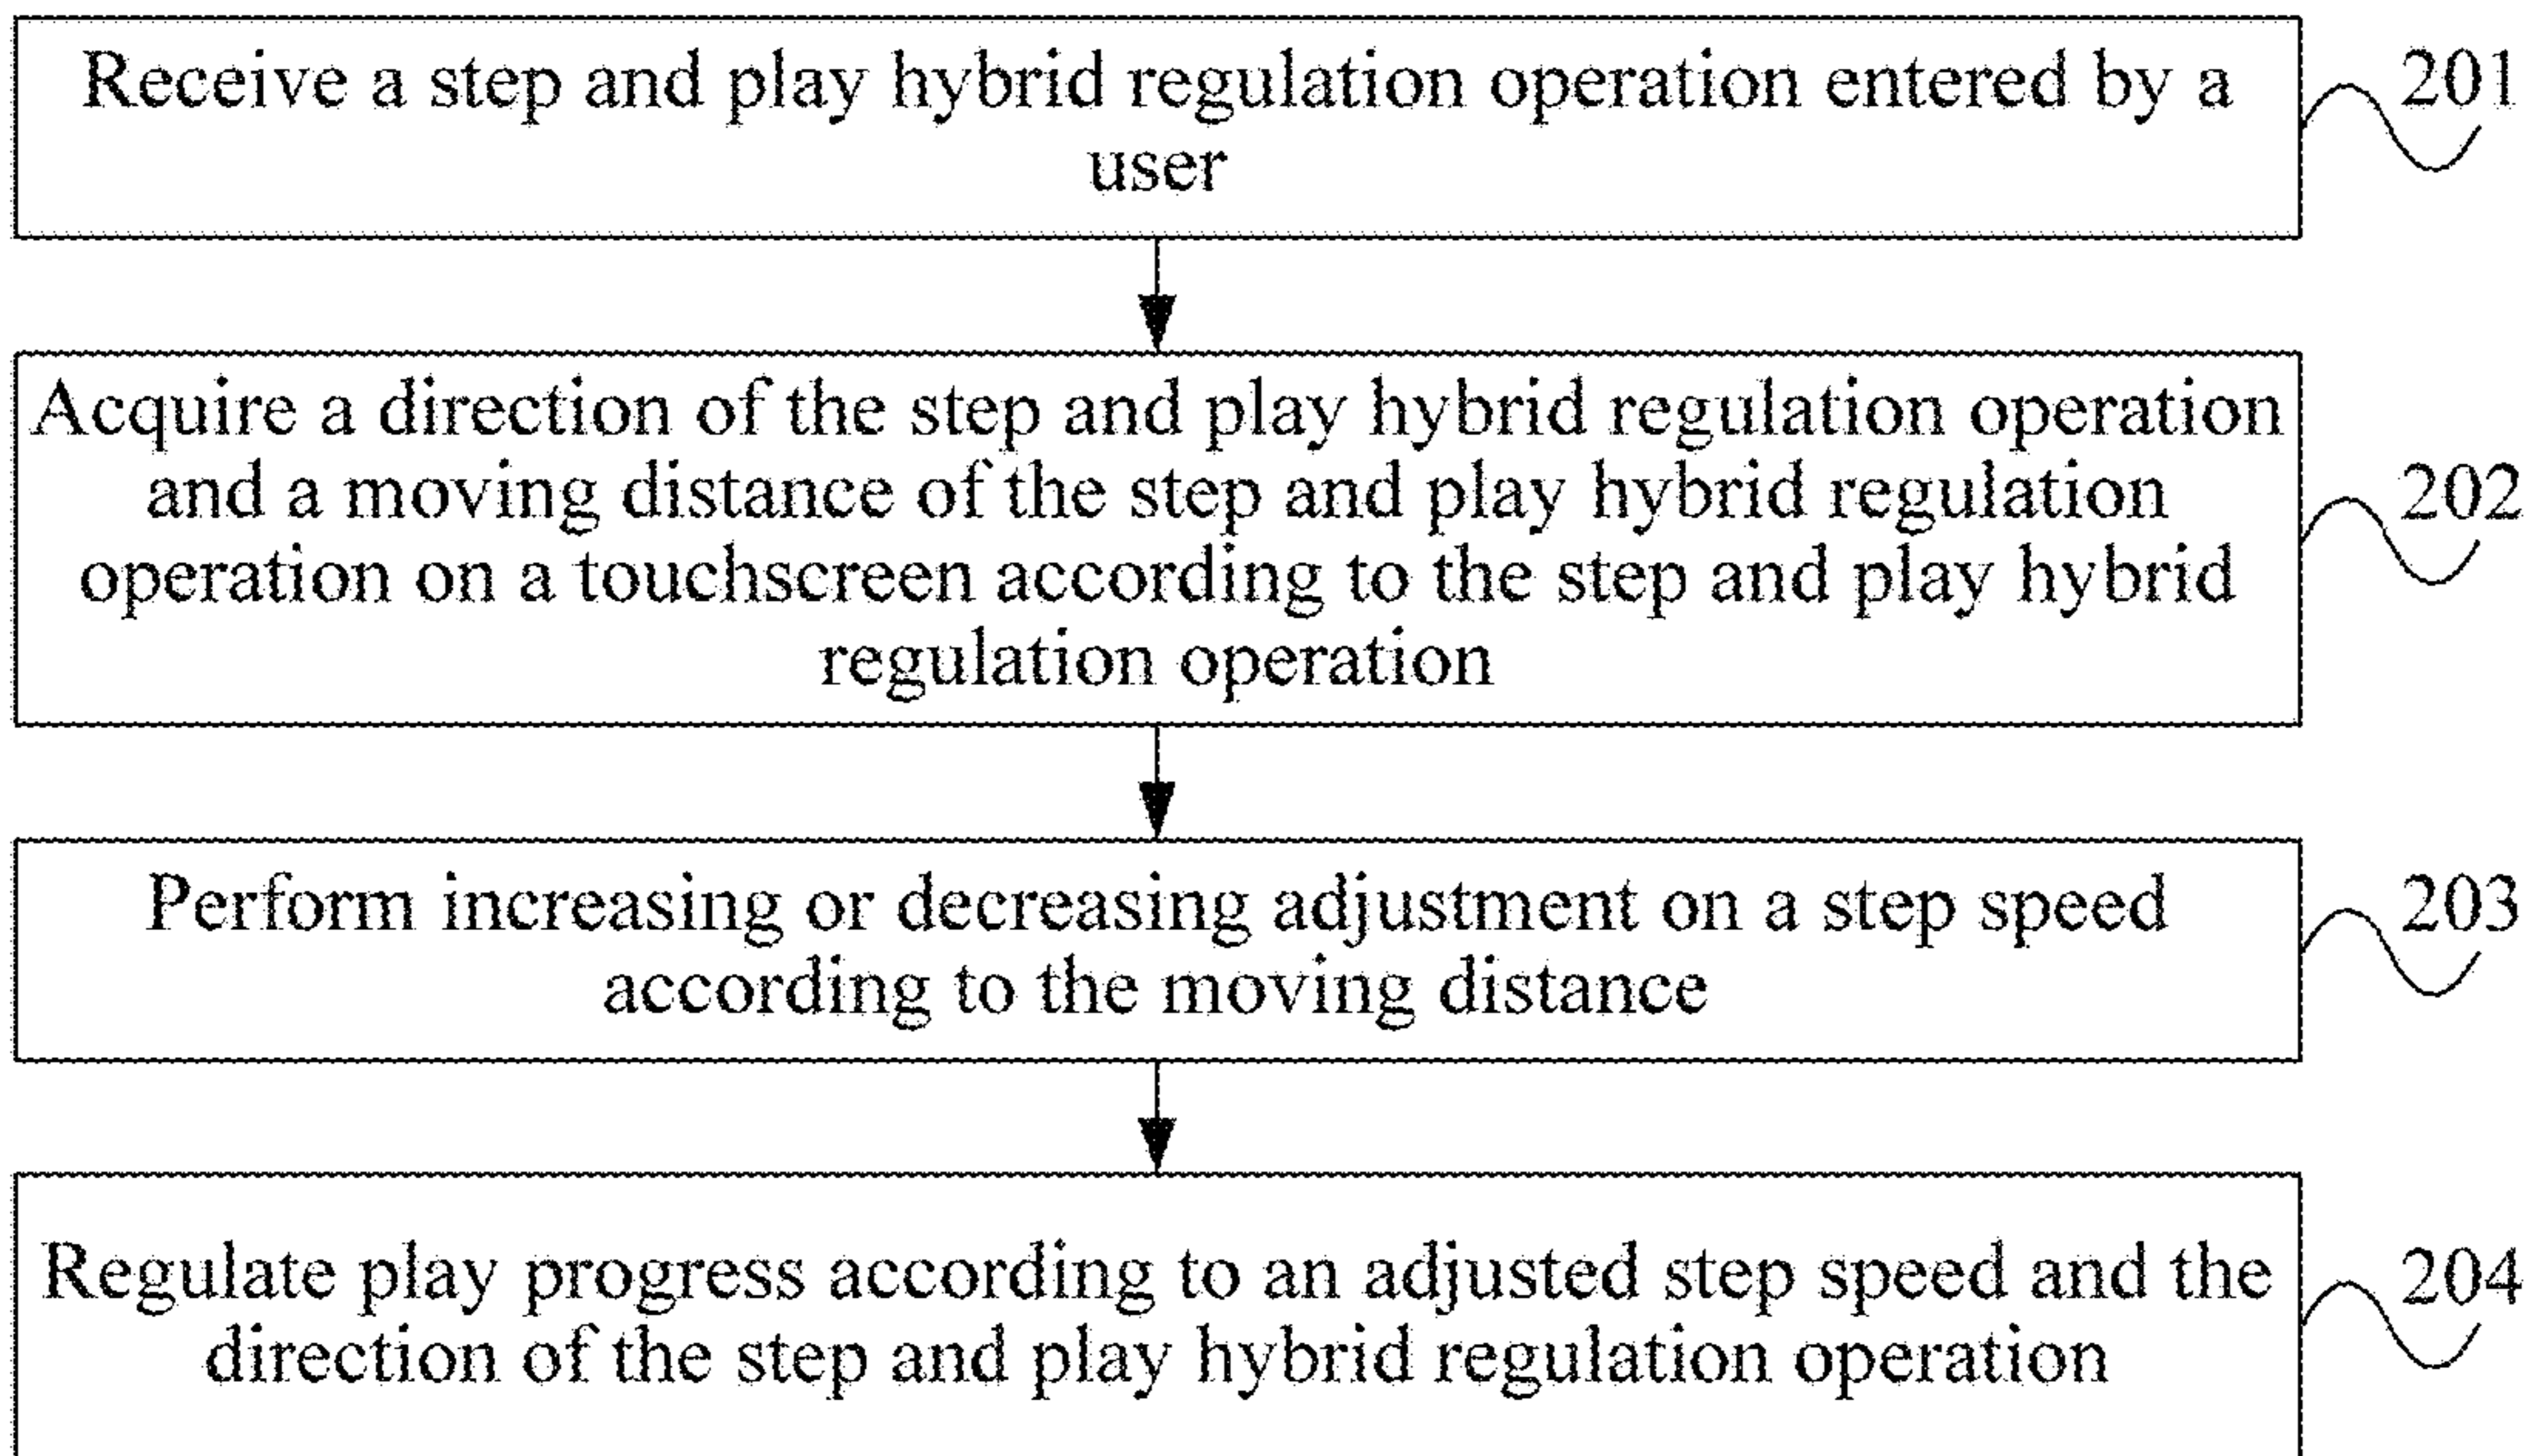 Receive a step and play hybrid regulation operation entered by a
user
201
Acquire a direction of the step and play hybrid regulation operation
and a moving distance of the step and play hybrid regulation
operation on a touchscreen according to the step and play hybrid
regulation operation
202
Perform increasing or decreasing adjustment on a step speed
according to the moving distance
203
Regulate play progress according to an adjusted step speed and the
direction of the step and play hybrid regulation operation
204